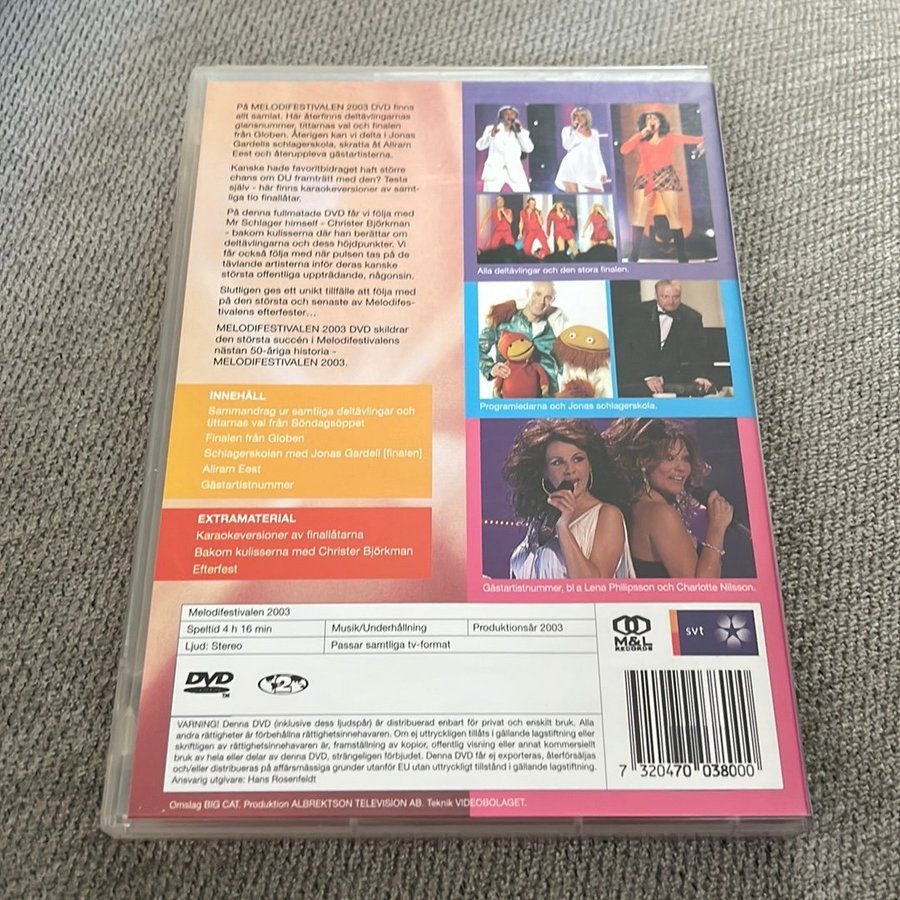 På MELODIFESTIVALEN 2003 DVD finns
allt samlat. Här återfinns deltävlingarnas
glansnummer, tittarnas val och finalen
från Globen. Återigen kan vi delta i Jonas
Gardells schlagerskola, skratta åt Allram
Eest och återuppleva gästartisterna.
Kanske hade favoritbidraget haft större
chans om DU framträtt med den? Testa
själv - här finns karaokeversioner av samt-
liga tio finallåtar.
På denna fullmatade DVD får vi följa med
Mr Schlager himself - Christer Björkman
- bakom kulisserna där han berättar om
deltävlingarna och dess höjdpunkter. Vi
får också följa med när pulsen tas på de
tävlande artisterna inför deras kanske
största offentliga uppträdande, någonsin.
Slutligen ges ett unikt tillfälle att följa med
på den största och senaste av Melodifes-
tivalens efterfester...
MELODIFESTIVALEN 2003 DVD skildrar
den största succén i Melodifestivalens
nästan 50-åriga historia -
MELODIFESTIVALEN 2003.
INNEHÅLL
Sammandrag ur samtliga deltävlingar och
tittarnas val från Söndagsöppet
Finalen från Globen
Schlagerskolan med Jonas Gardell [finalen]
Allram Eest
Gästartistnummer
EXTRAMATERIAL
Karaokeversioner av finallåtarna
Bakom kulisserna med Christer Björkman
Efterfest
Alla deltävlingar och den stora finalen.
Programledarna och Jonas schlagerskola.
Gästartistnummer, bl a Lena Philipsson och Charlotte Nilsson.
Melodifestivalen 2003
Speltid 4 h 16 min Musik/Underhållning Produktionsår 2003
Ljud: Stereo Passar samtliga tv-format
DVD
TM
2
M&L
RECORDS
svt
VARNING! Denna DVD (inklusive dess ljudspår) är distribuerad enbart för privat och enskilt bruk. Alla
andra rättigheter är förbehållna rättighetsinnehavaren. Om ej uttryckligen tillåts i gällande lagstiftning eller
skriftligen av rättighetsinnehavaren är, framställning av kopior, offentlig visning eller annat kommersiellt
bruk av hela eller delar av denna DVD, strängeligen förbjudet. Denna DVD får ej exporteras, återförsäljas
och/eller distribueras på affärsmässiga grunder utanför EU utan uttryckligt tillstånd i gällande lagstiftning.
Ansvarig utgivare: Hans Rosenfeldt
7 320470 038000
Omslag BIG CAT. Produktion ALBREKTSON TELEVISION AB. Teknik VIDEOBOLAGET.